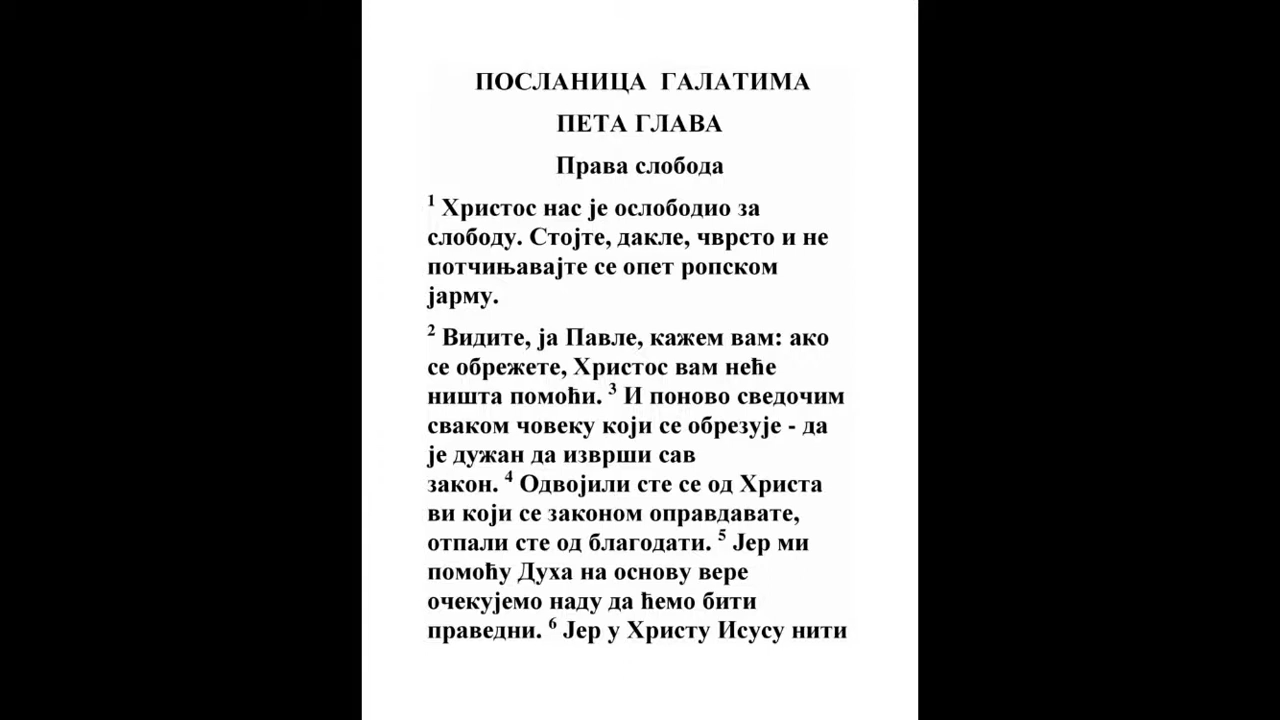 ПОСЛАНИЦА ГАЛАТИМА
ПЕТА ГЛАВА
Права слобода
1 Христос нас је ослободио за
слободу. Стојте, дакле, чврсто и не
потчињавајте се опет ропском
јарму.
2 Видите, ја Павле, кажем вам: ако
се обрежете, Христос вам неће
ништа помоћи. 3 И поново сведочим
сваком човеку који се обрезује - да
је дужан да изврши сав
закон. 4 Одвојили сте се од Христа
ви који се законом оправдавате,
отпали сте од благодати. 5 Јер ми
помоћу Духа на основу вере
очекујемо наду да ћемо бити
праведни. 6 Јер у Христу Исусу нити